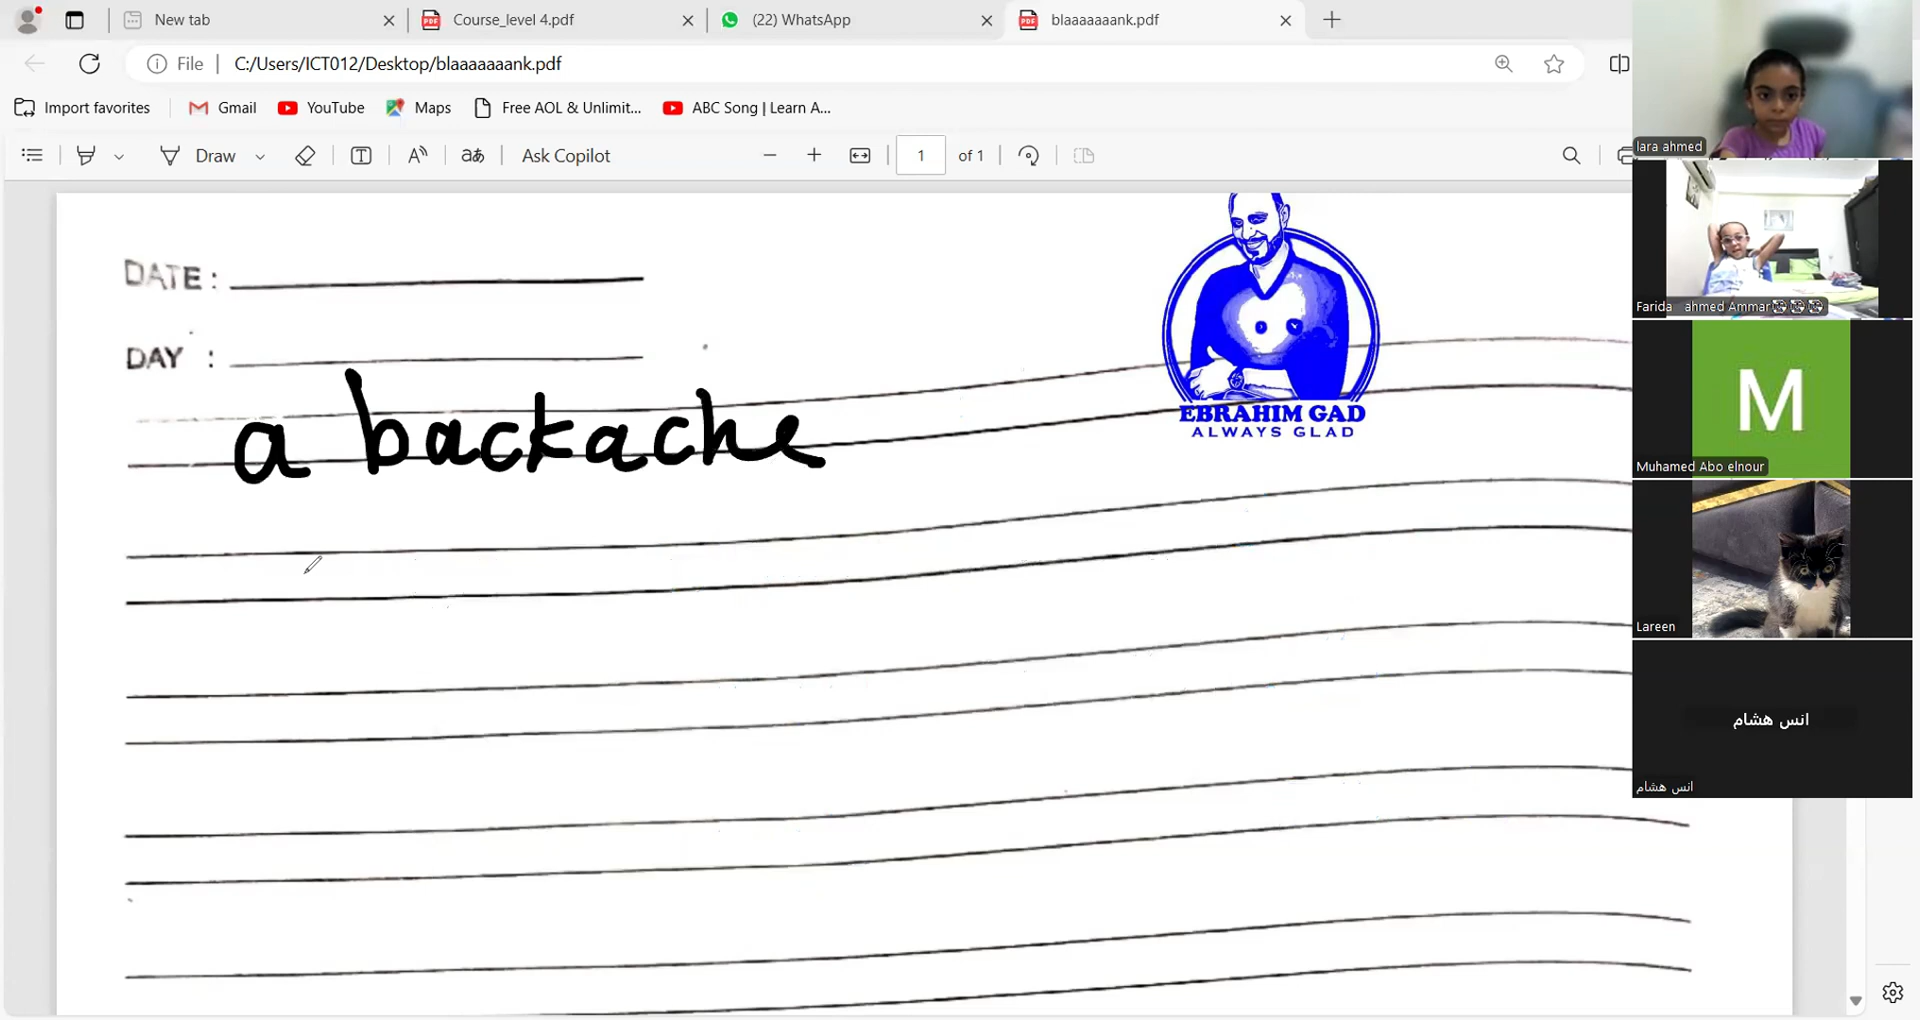 New tab
Course_level 4.pdf
(22) WhatsApp
blaaaaaaank.pdf
File
C:/Users/ICT012/Desktop/blaaaaaaank.pdf
Import favorites
Gmail
YouTube
Maps
Free AOL & Unlimit...
ABC Song | Learn A...
Draw
aあ
Ask Copilot
1
of 1
DATE :
DAY :
a backache
EBRAHIM GAD
ALWAYS GLAD
lara ahmed
Farida ahmed Ammar
M
Muhamed Abo elnour
Lareen
انس هشام
انس هشام